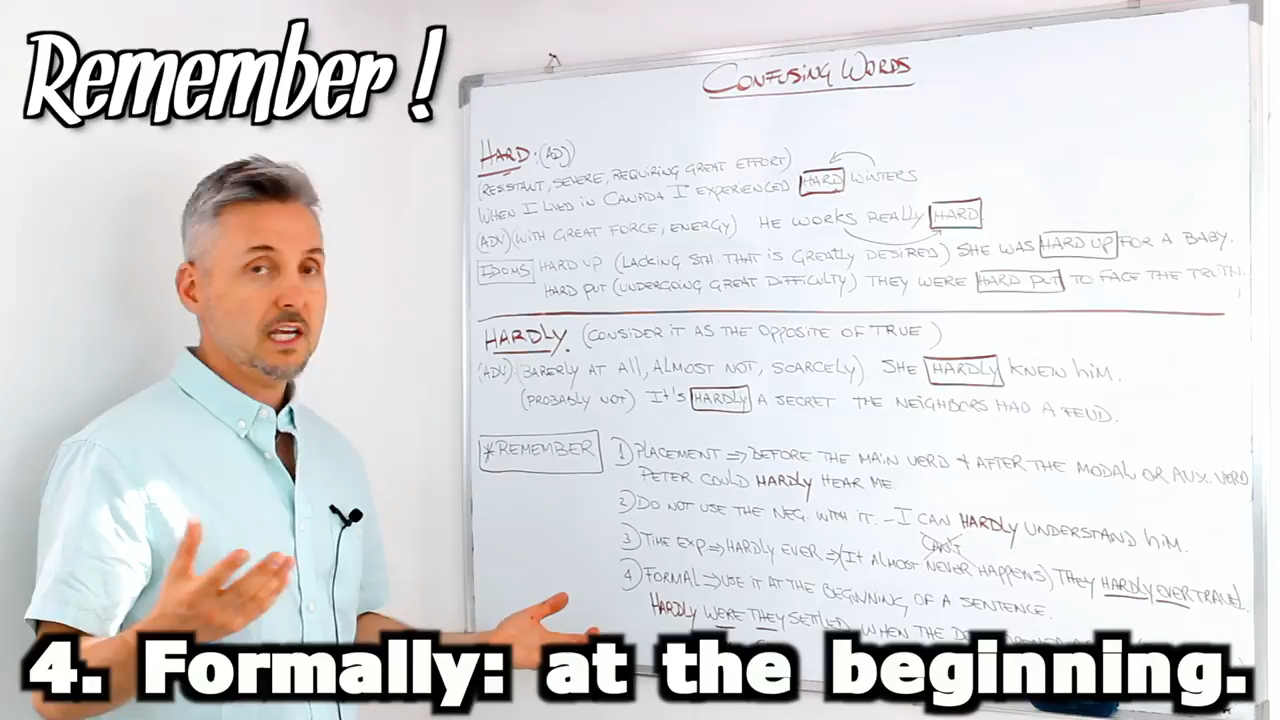 Remember !
CONFUSING WORDS
HARD: (ADJ)
(RESISTANT, SEVERE, REQUIRING GREAT EFFORT)
WHEN I LIVED IN CANADA I EXPERIENCED HARD WINTERS
(ADV) (WITH GREAT FORCE, ENERGY) HE WORKS REALLY HARD
IDIOMS HARD UP (LACKING STH. THAT IS GREATLY DESIRED) SHE WAS HARD UP FOR A BABY.
HARD PUT (UNDERGOING GREAT DIFFICULTY) THEY WERE HARD PUT TO FACE THE TRUTH.
HARDLY. (CONSIDER IT AS THE OPPOSITE OF TRUE)
(ADV) (BARERLY AT ALL, ALMOST NOT, SCARCELY) SHE HARDLY KNEW HIM.
(PROBABLY NOT) IT'S HARDLY A SECRET THE NEIGHBORS HAD A FEUD.
*REMEMBER 1) PLACEMENT ⇒ BEFORE THE MAIN VERB + AFTER THE MODAL OR AUX. VERB
PETER COULD HARDLY HEAR ME.
2) DO NOT USE THE NEG. WITH IT. - I CAN HARDLY UNDERSTAND HIM.
CAN'T
3) TIME EXP ⇒ HARDLY EVER ⇒ (IT ALMOST NEVER HAPPENS) THEY HARDLY EVER TRAVEL.
4) FORMAL ⇒ USE IT AT THE BEGINNING OF A SENTENCE.
HARDLY WERE THEY SETTLED WHEN THE
4. Formally: at the beginning.